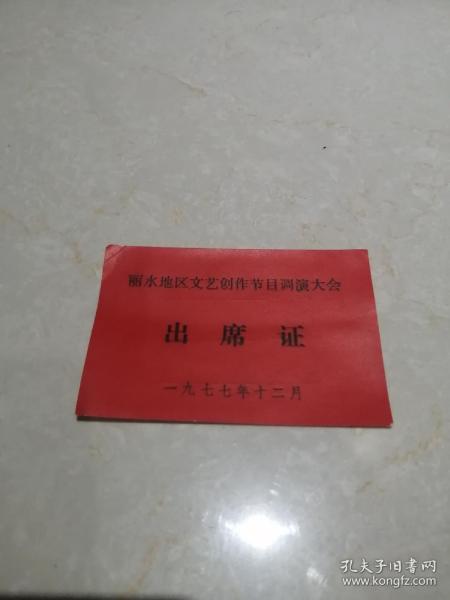 丽水地区文艺创作节目调演大会
出席证
一九七七年十二月
孔夫子旧书网
www.kongfz.com